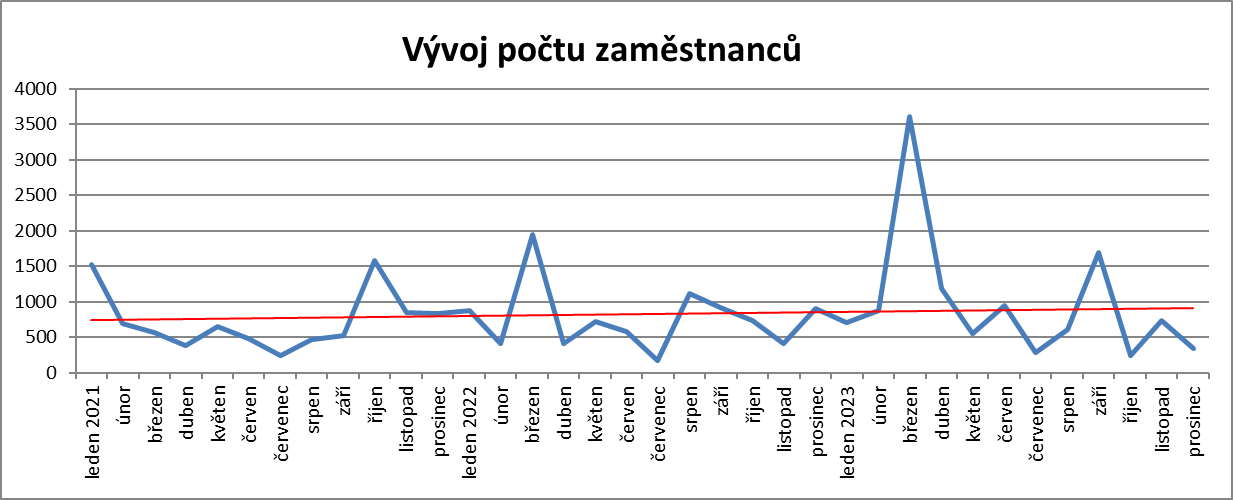 Vývoj počtu zaměstnanců
4000
3500
3000
2500
2000
1500
1000
500
0
leden 2021
únor
březen
duben
květen
červen
červenec
srpen
září
říjen
listopad
prosinec
leden 2022
únor
březen
duben
květen
červen
červenec
srpen
září
říjen
listopad
prosinec
leden 2023
únor
březen
duben
květen
červen
červenec
srpen
září
říjen
listopad
prosinec